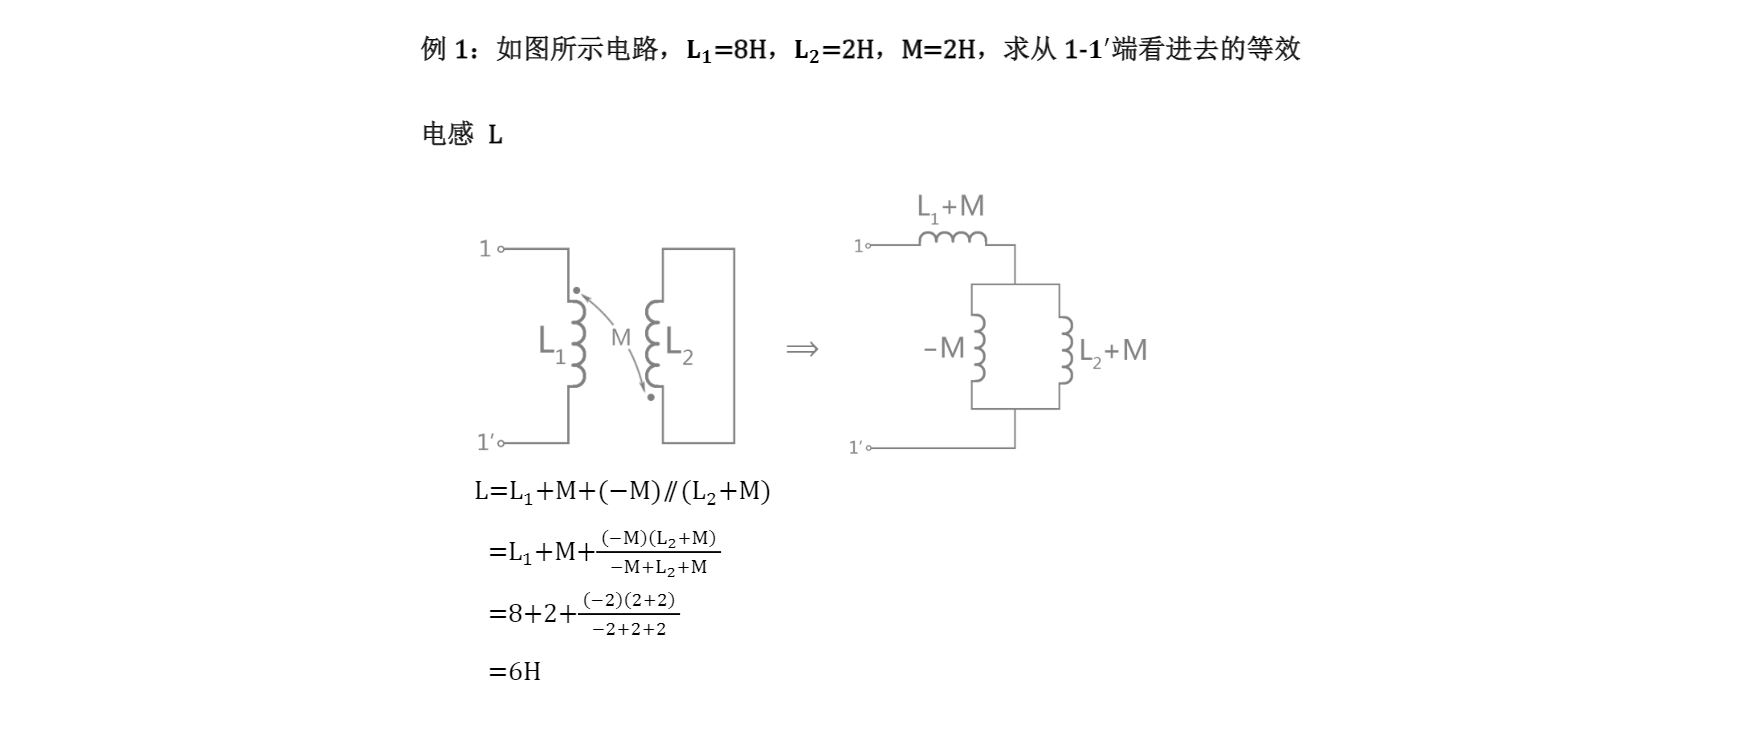 例 1：如图所示电路，L₁=8H，L₂=2H，M=2H，求从 1-1′端看进去的等效
电感 L
L₁+M
1
1
L₁
M
L₂
-M
L₂+M
1′
1′
L=L₁+M+(−M)∥(L₂+M)
=L₁+M+(−M)(L₂+M)/−M+L₂+M
=8+2+(−2)(2+2)/−2+2+2
=6H